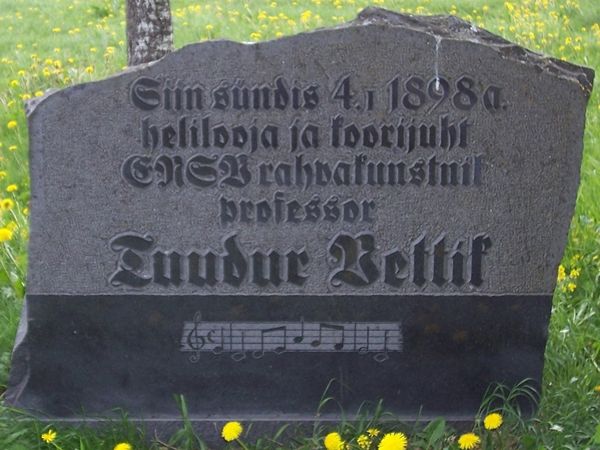 Siin sündis 4. I 1898 a.
helilooja ja koorijuht
ENSV rahvakunstnik
professor
Tuudur Vettik